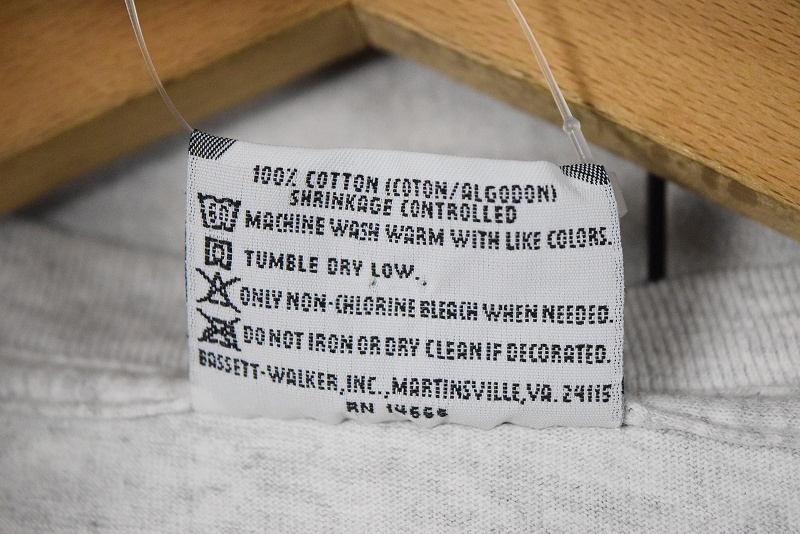 100% COTTON (COTON/ALGODON)
SHRINKAGE CONTROLLED
MACHINE WASH WARM WITH LIKE COLORS.
TUMBLE DRY LOW.
ONLY NON-CHLORINE BLEACH WHEN NEEDED.
DO NOT IRON OR DRY CLEAN IF DECORATED.
BASSETT-WALKER, INC., MARTINSVILLE, VA. 24115
RN